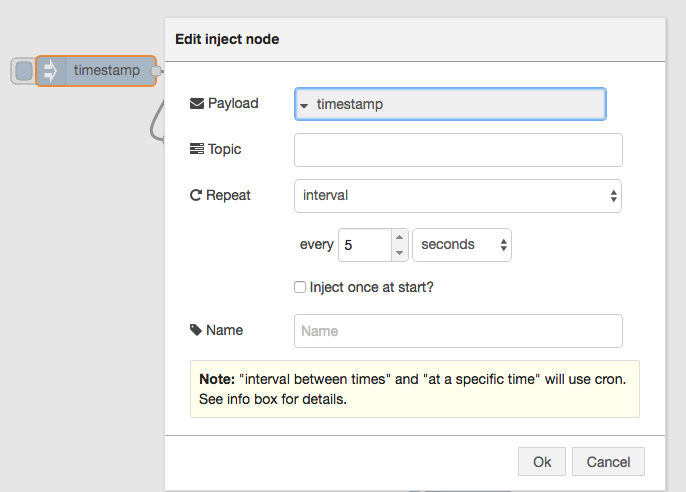 Edit inject node
timestamp
Payload
timestamp
Topic
Repeat
interval
every 5 seconds
Inject once at start?
Name
Name
Note: "interval between times" and "at a specific time" will use cron.
See info box for details.
Ok Cancel